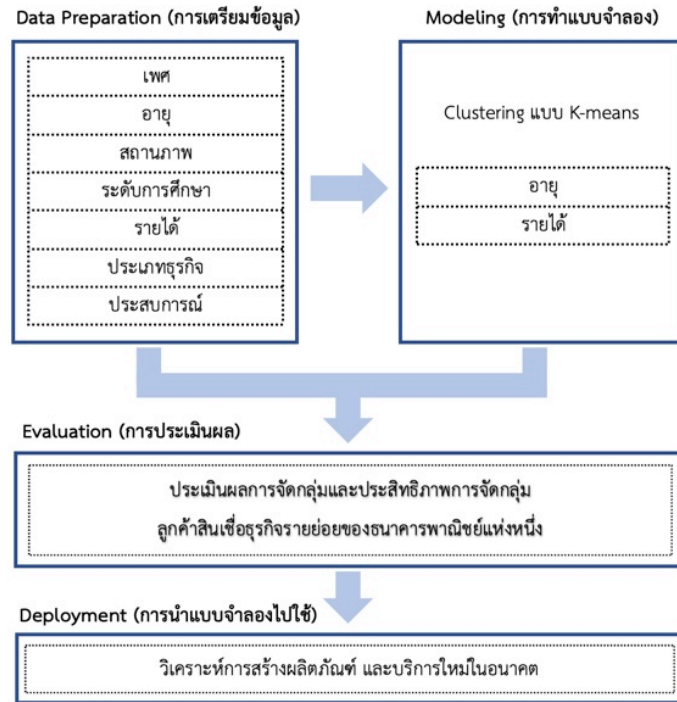 Data Preparation (การเตรียมข้อมูล)
เพศ
อายุ
สถานภาพ
ระดับการศึกษา
รายได้
ประเภทธุรกิจ
ประสบการณ์
Modeling (การทำแบบจำลอง)
Clustering แบบ K-means
อายุ
รายได้
Evaluation (การประเมินผล)
ประเมินผลการจัดกลุ่มและประสิทธิภาพการจัดกลุ่ม
ลูกค้าสินเชื่อธุรกิจรายย่อยของธนาคารพาณิชย์แห่งหนึ่ง
Deployment (การนำแบบจำลองไปใช้)
วิเคราะห์การสร้างผลิตภัณฑ์ และบริการใหม่ในอนาคต